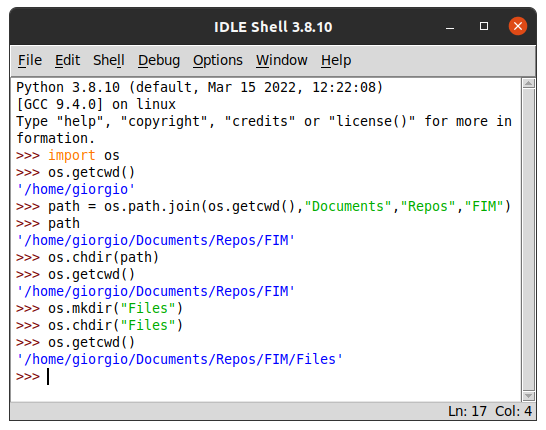 IDLE Shell 3.8.10
File Edit Shell Debug Options Window Help
Python 3.8.10 (default, Mar 15 2022, 12:22:08)
[GCC 9.4.0] on linux
Type "help", "copyright", "credits" or "license()" for more in
formation.
>>> import os
>>> os.getcwd()
'/home/giorgio'
>>> path = os.path.join(os.getcwd(),"Documents","Repos","FIM")
>>> path
'/home/giorgio/Documents/Repos/FIM'
>>> os.chdir(path)
>>> os.getcwd()
'/home/giorgio/Documents/Repos/FIM'
>>> os.mkdir("Files")
>>> os.chdir("Files")
>>> os.getcwd()
'/home/giorgio/Documents/Repos/FIM/Files'
>>>
Ln: 17 Col: 4